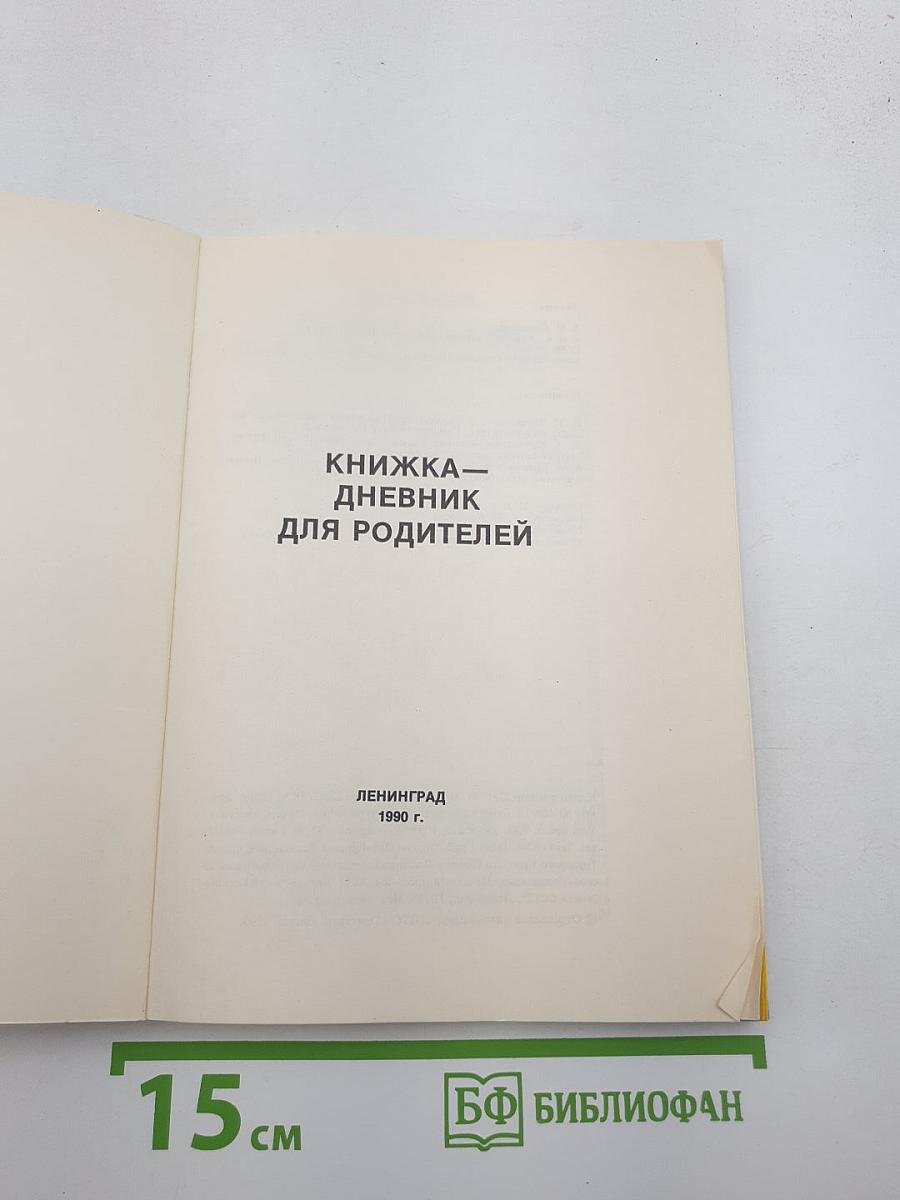 КНИЖКА—
ДНЕВНИК
ДЛЯ РОДИТЕЛЕЙ
ЛЕНИНГРАД
1990 г.
15 см
БФ БИБЛИОФАН